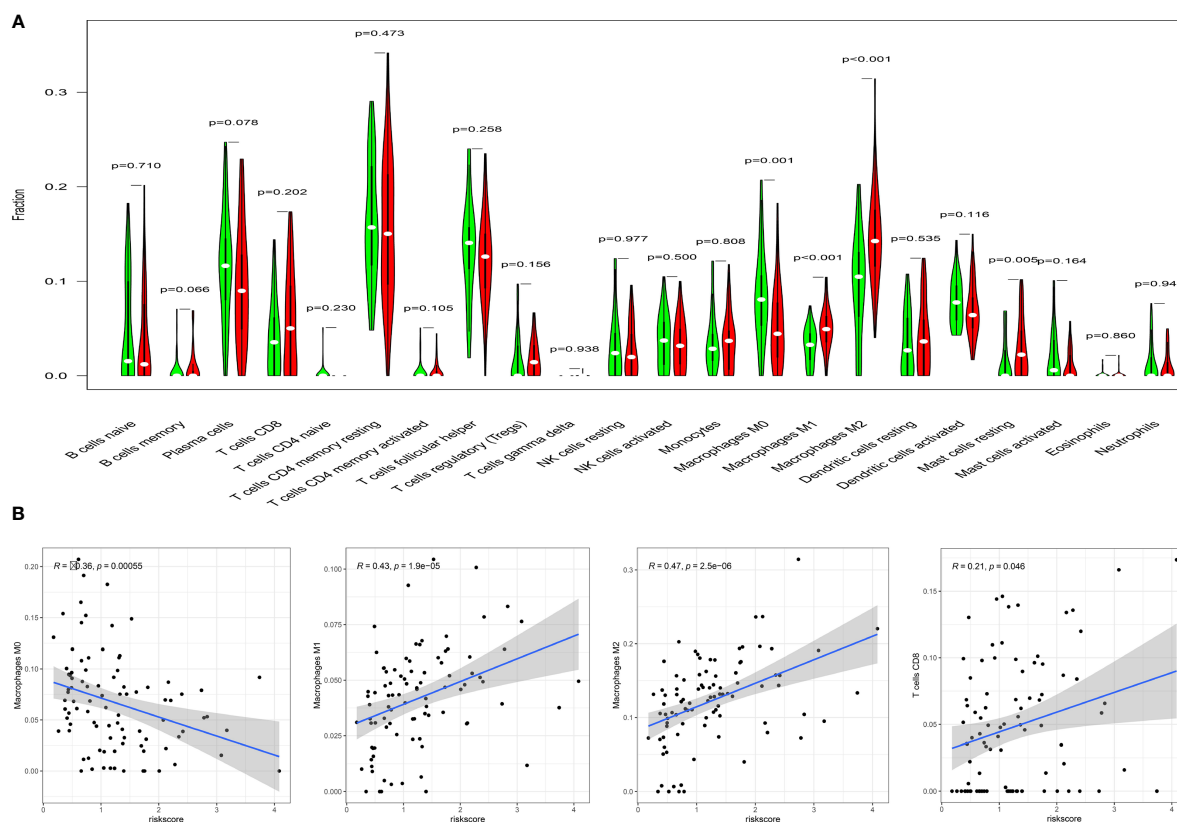 A
Fraction
0.0
0.1
0.2
0.3
p=0.710
p=0.066
p=0.078
p=0.202
p=0.230
p=0.473
p=0.105
p=0.258
p=0.156
p=0.938
p=0.977
p=0.500
p=0.808
p=0.001
p<0.001
p<0.001
p=0.535
p=0.116
p=0.005
p=0.164
p=0.860
p=0.94
B cells naive
B cells memory
Plasma cells
T cells CD8
T cells CD4 naive
T cells CD4 memory resting
T cells CD4 memory activated
T cells follicular helper
T cells regulatory (Tregs)
T cells gamma delta
NK cells resting
NK cells activated
Monocytes
Macrophages M0
Macrophages M1
Macrophages M2
Dendritic cells resting
Dendritic cells activated
Mast cells resting
Mast cells activated
Eosinophils
Neutrophils
B
R = 0.36, p = 0.00055
Macrophages M0
0.20
0.15
0.10
0.05
0.00
0 1 2 3 4
riskscore
R = 0.43, p = 1.9e−05
Macrophages M1
0.100
0.075
0.050
0.025
0.000
0 1 2 3 4
riskscore
R = 0.47, p = 2.5e−06
Macrophages M2
0.3
0.2
0.1
0.0
0 1 2 3 4
riskscore
R = 0.21, p = 0.046
T cells CD8
0.15
0.10
0.05
0.00
0 1 2 3 4
riskscore